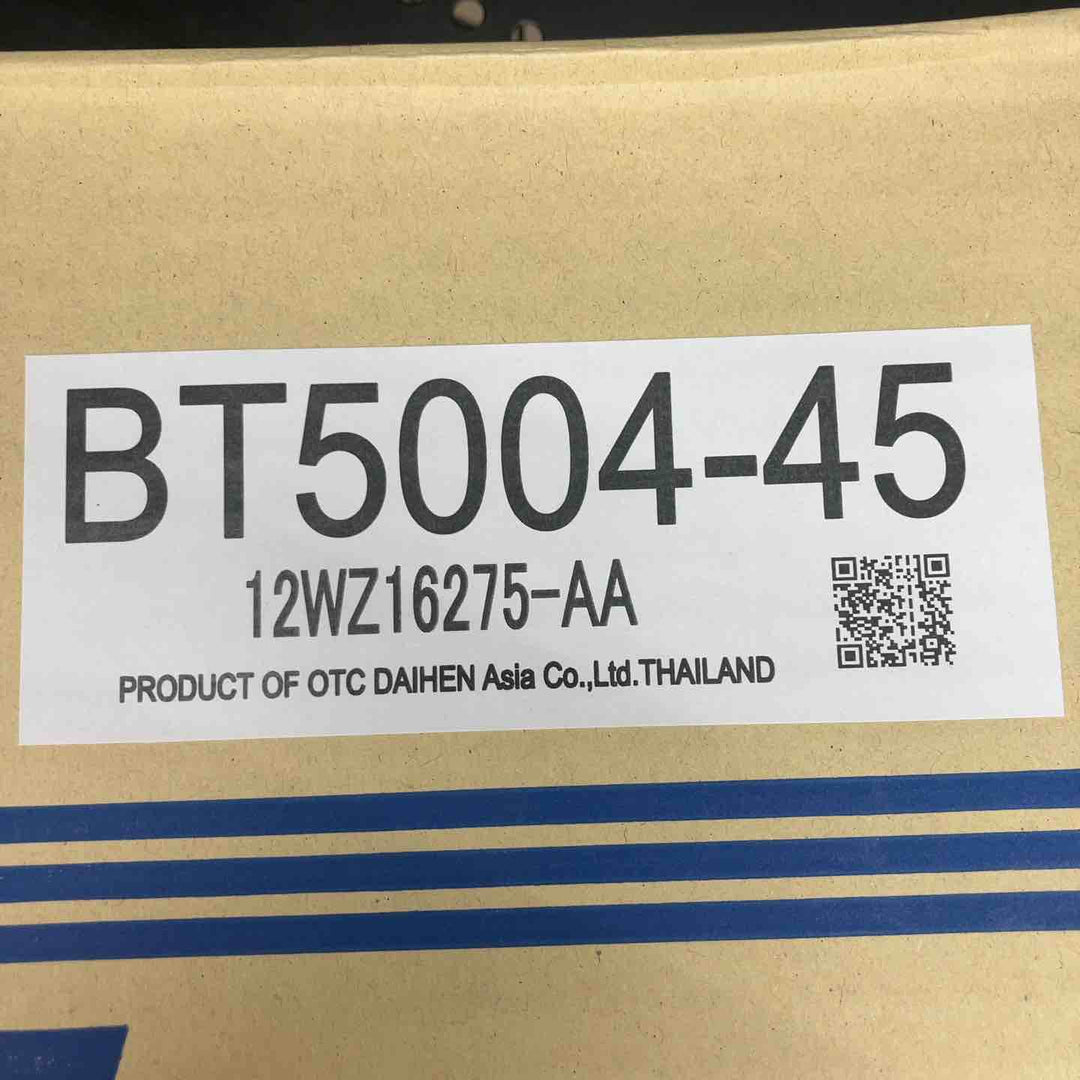 BT5004-45
12WZ16275-AA
PRODUCT OF OTC DAIHEN Asia Co.,Ltd.THAILAND